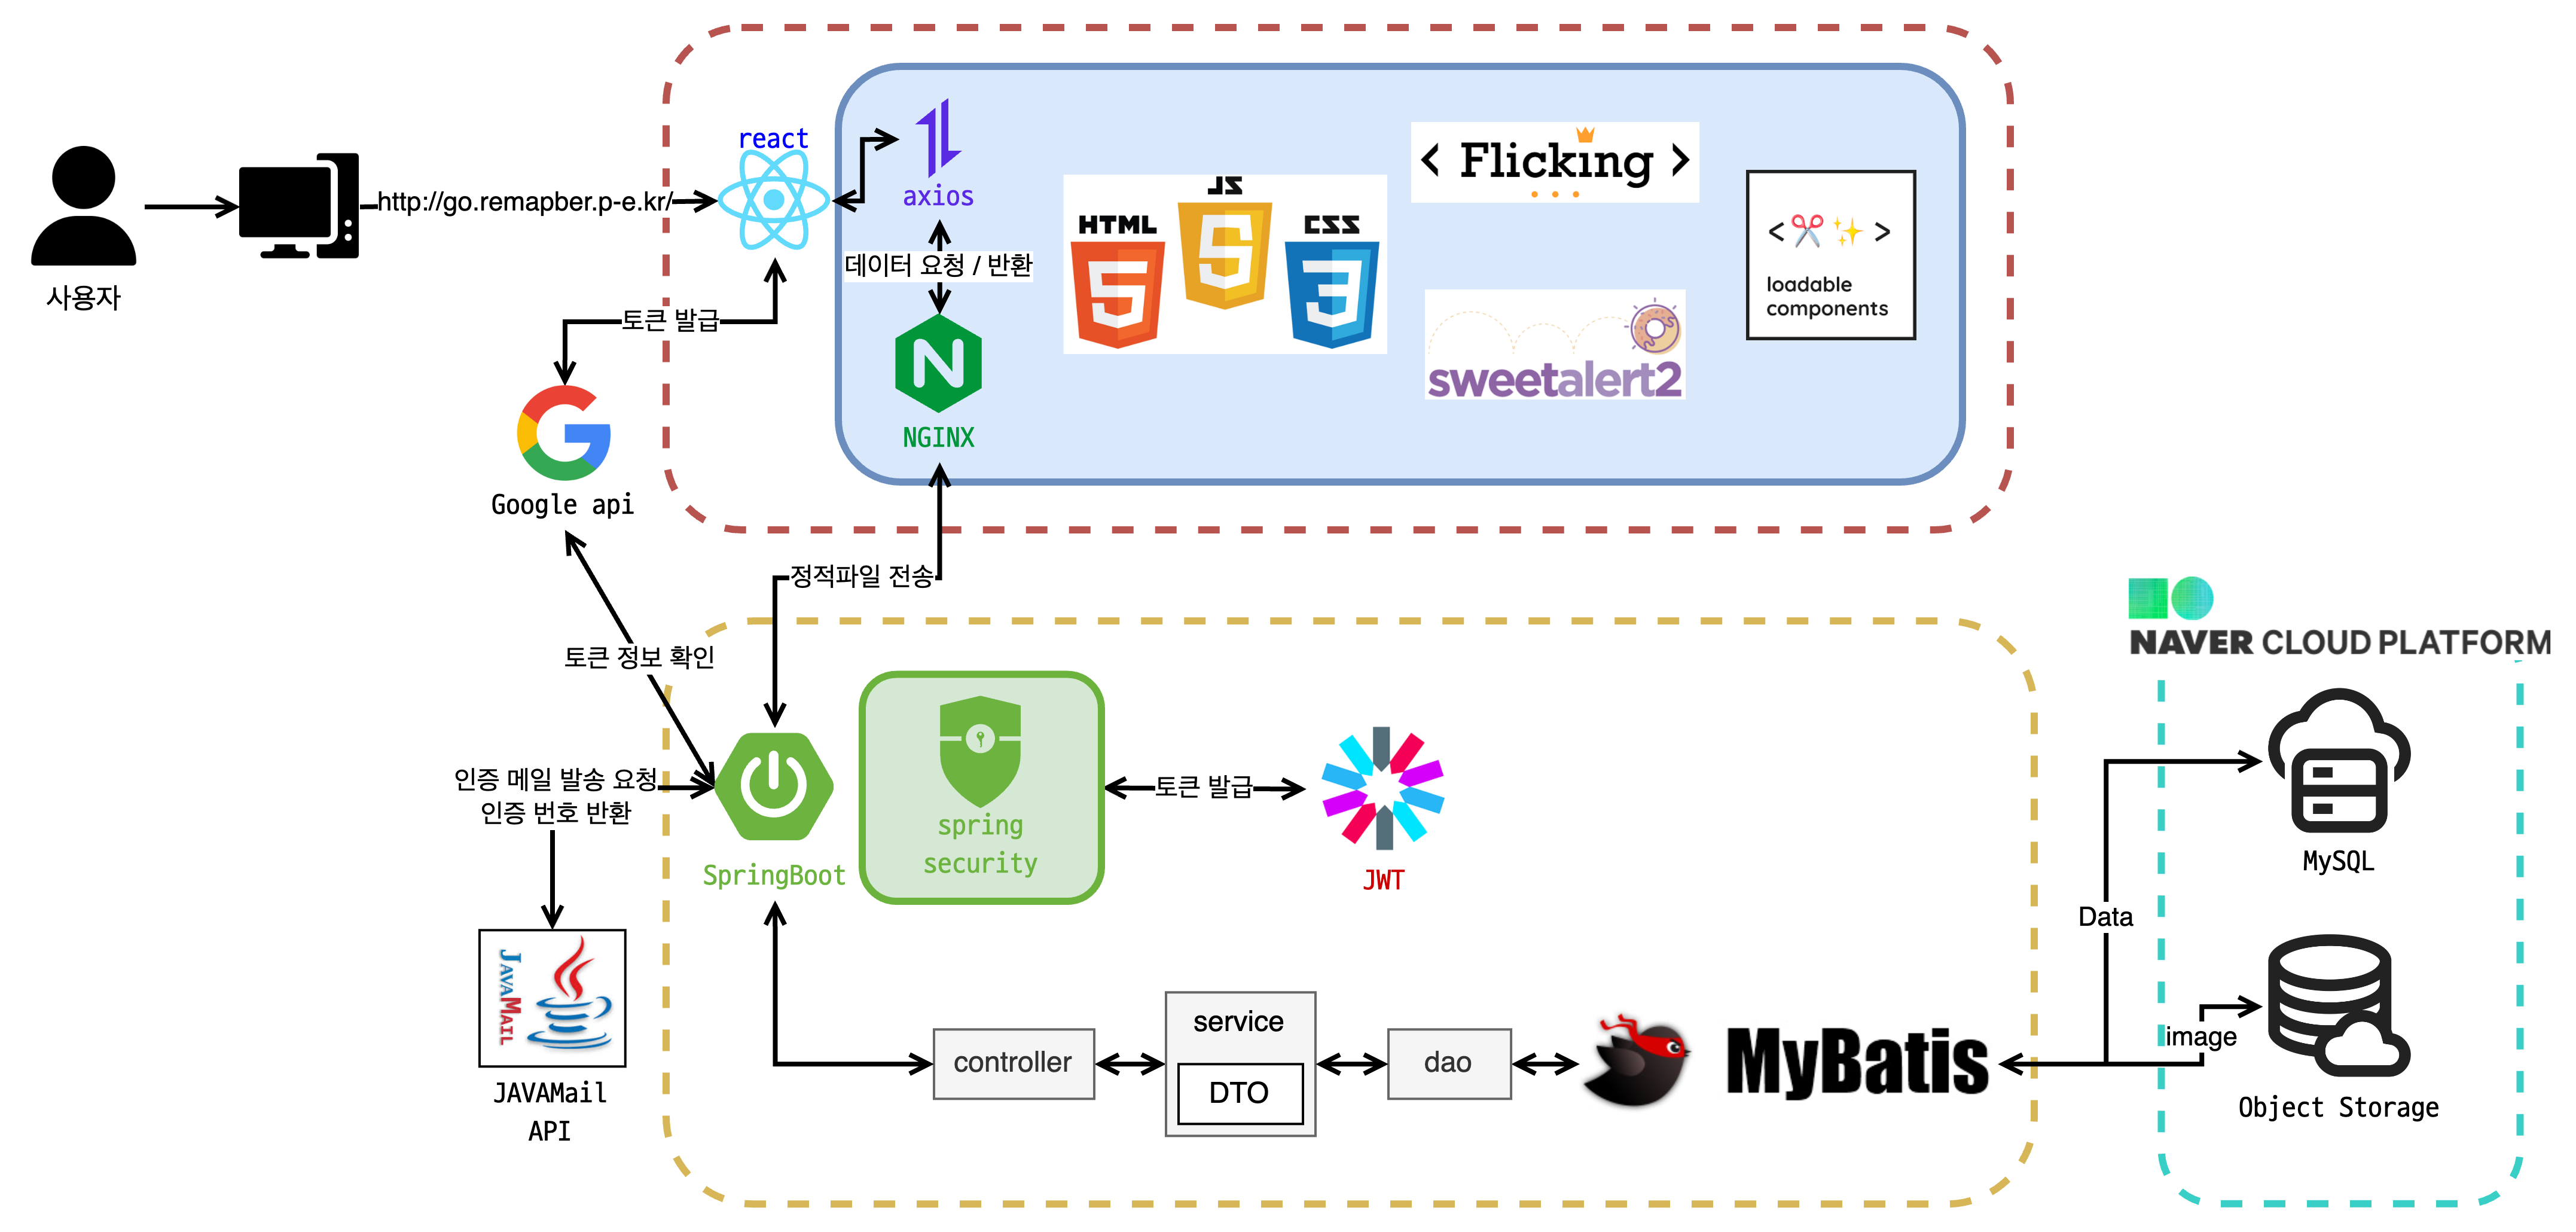 사용자
http://go.remapber.p-e.kr/
react
axios
데이터 요청 / 반환
NGINX
HTML
JS
CSS
< Flicking >
sweetalert2
< >
loadable
components
토큰 발급
Google api
정적파일 전송
토큰 정보 확인
인증 메일 발송 요청
인증 번호 반환
JAVAMAIL
JAVAMail
API
SpringBoot
spring
security
토큰 발급
JWT
controller
service
DTO
dao
MyBatis
NAVER CLOUD PLATFORM
Data
MySQL
image
Object Storage